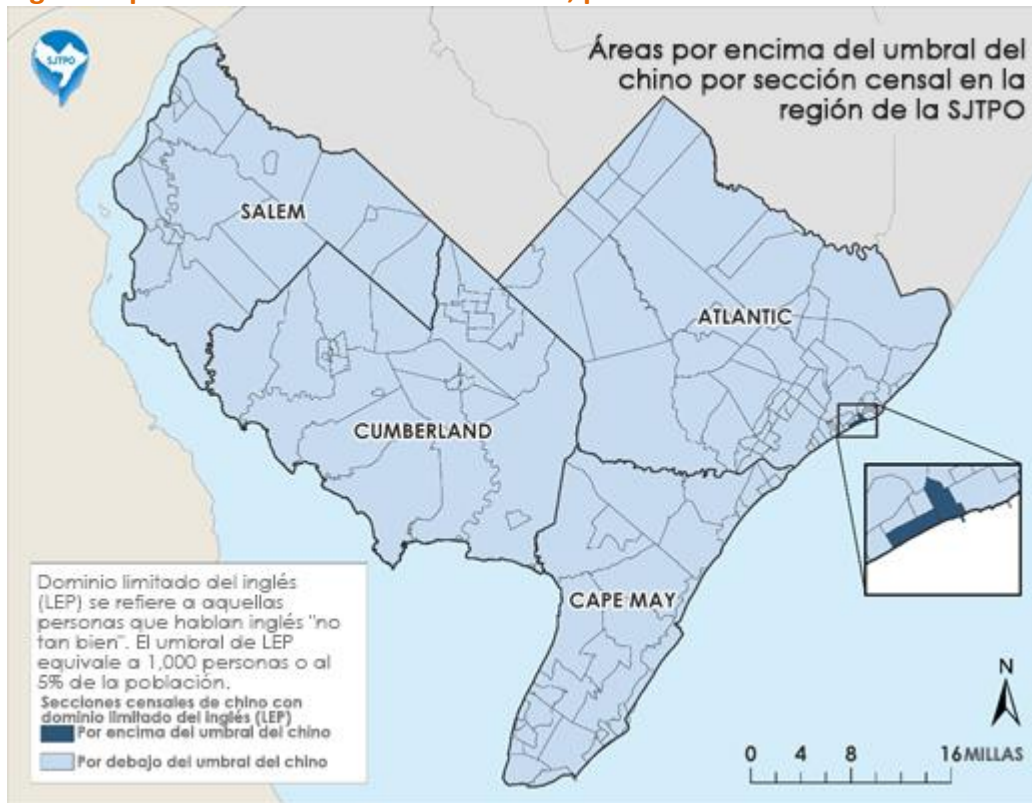 SJTPO
Áreas por encima del umbral del
chino por sección censal en la
región de la SJTPO
SALEM
ATLANTIC
CUMBERLAND
CAPE MAY
Dominio limitado del inglés
(LEP) se refiere a aquellas
personas que hablan inglés "no
tan bien". El umbral de LEP
equivale a 1,000 personas o al
5% de la población.
Secciones censales de chino con
dominio limitado del inglés (LEP)
Por encima del umbral del chino
Por debajo del umbral del chino
N
0 4 8 16 MILLAS